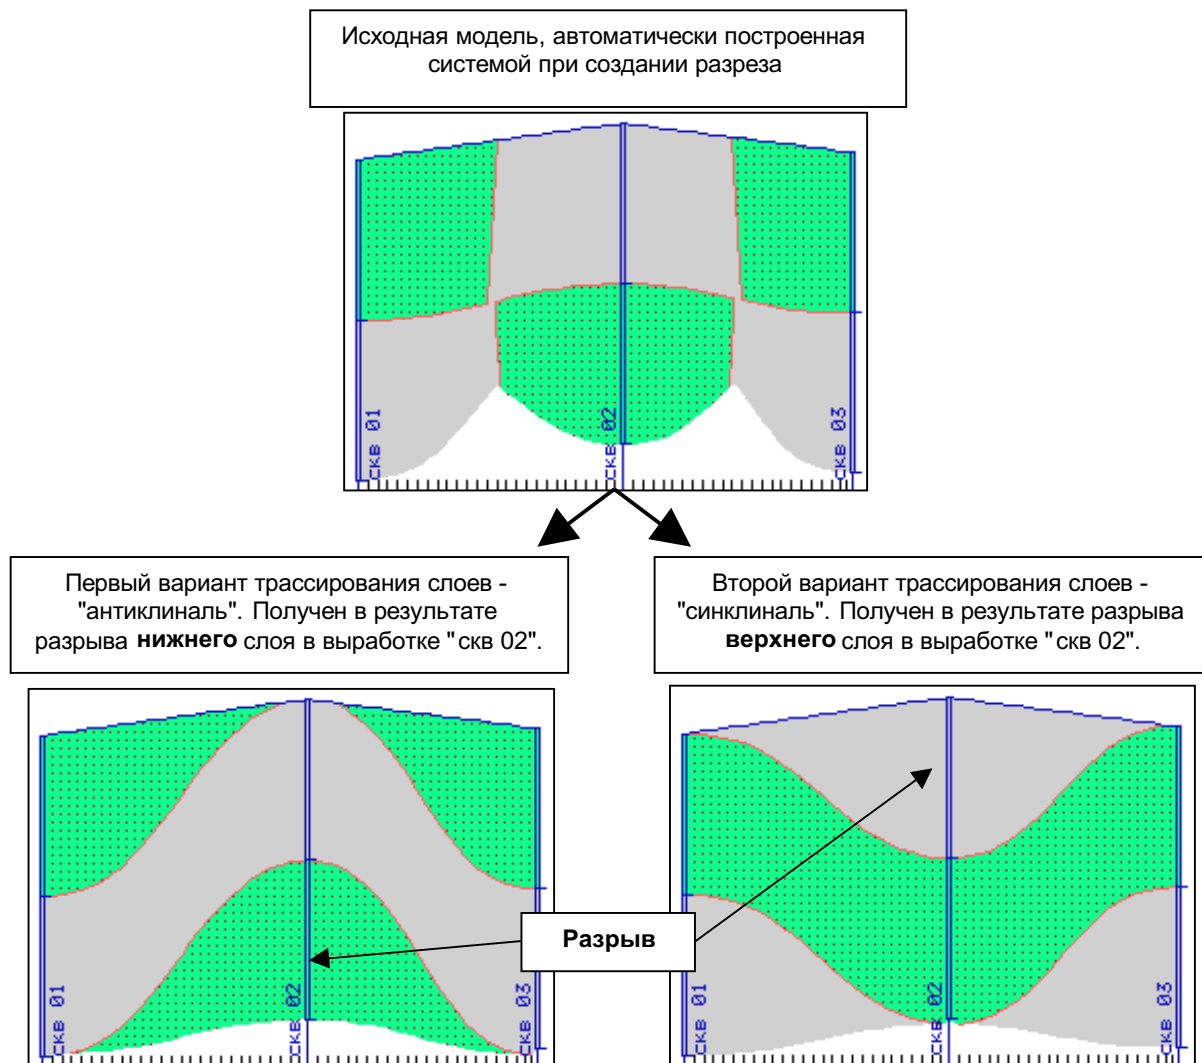 Исходная модель, автоматически построенная
системой при создании разреза
скв 01
скв 02
скв 03
Первый вариант трассирования слоев -
"антиклиналь". Получен в результате
разрыва нижнего слоя в выработке "скв 02".
Второй вариант трассирования слоев -
"синклиналь". Получен в результате разрыва
верхнего слоя в выработке "скв 02".
Разрыв
скв 01
скв 02
скв 03
скв 01
скв 02
скв 03